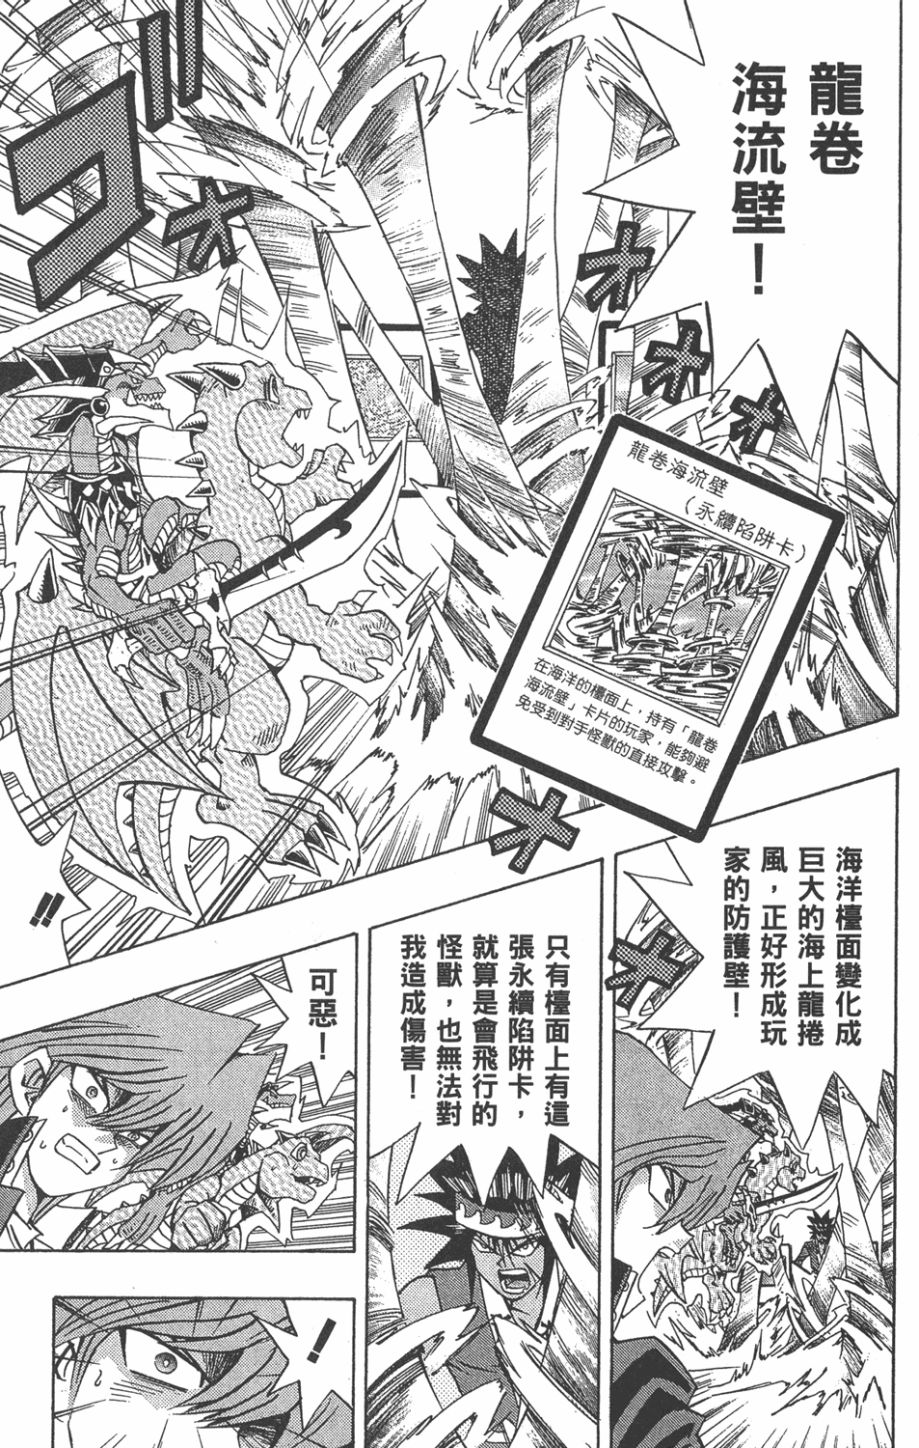 龍卷
海流壁！
ゴオオオオオオ
龍卷海流壁
（永續陷阱卡）
在海洋的檯面上，持有「龍卷
海流壁」卡片的玩家，能夠避
免受到對手怪獸的直接攻擊。
海洋檯面變化成
巨大的海上龍捲
風，正好形成玩
家的防護壁！
只有檯面上有這
張永續陷阱卡，
就算是會飛行的
怪獸，也無法對
我造成傷害！
!!
可惡！
！